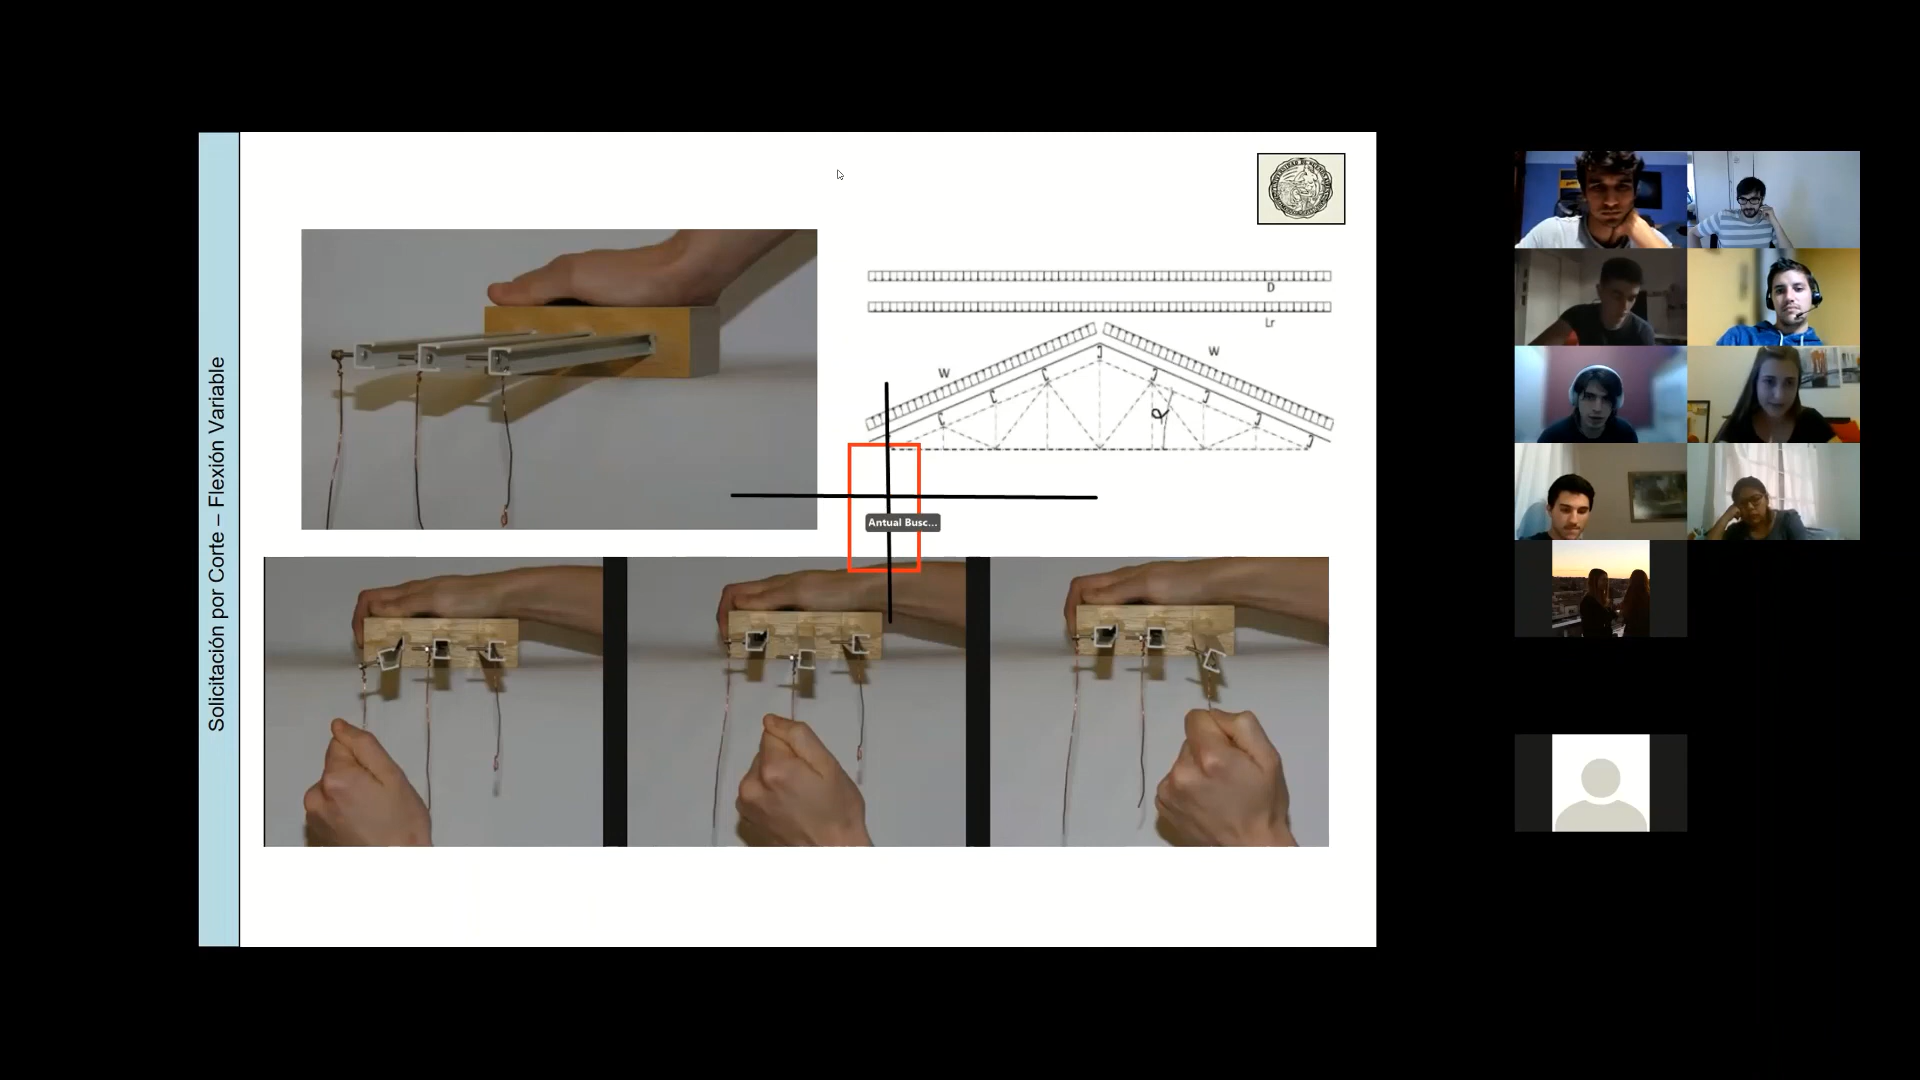 Solicitación por Corte – Flexión Variable
D
Lr
W
W
α
Antual Busc...